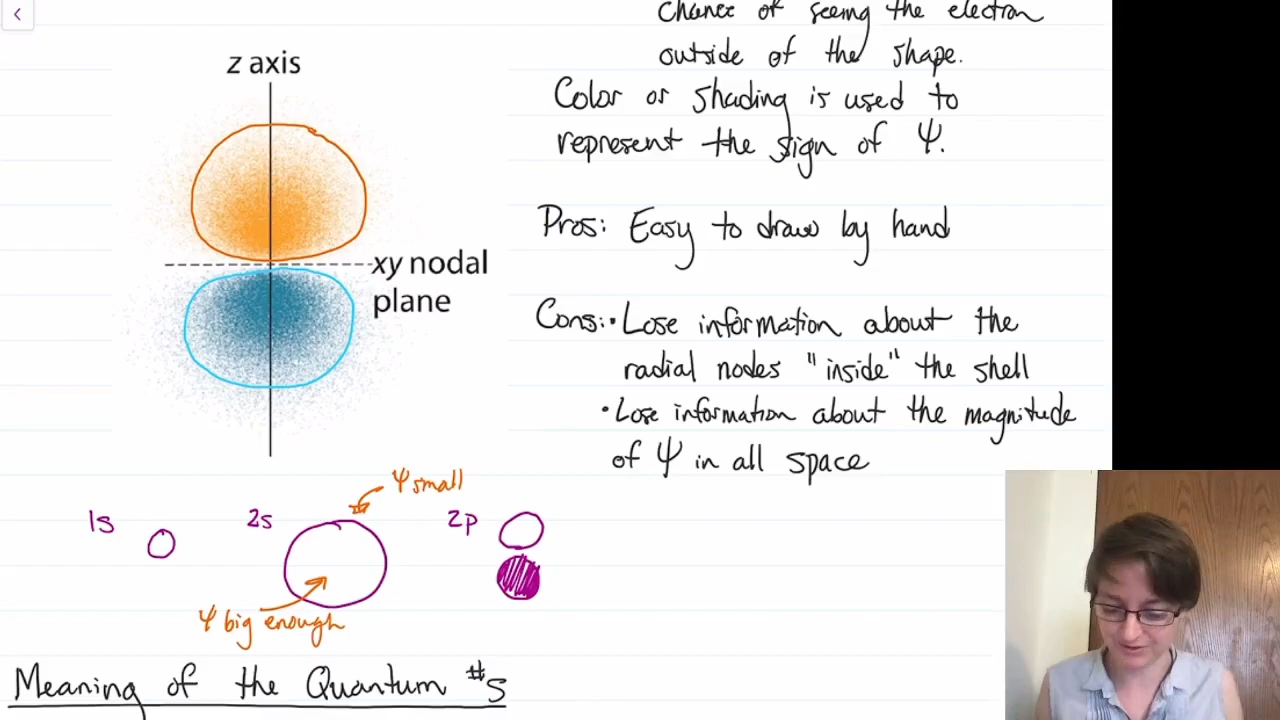 chance of seeing the electron
outside of the shape.
Color or shading is used to
represent the sign of Ψ.
z axis
xy nodal
plane
Pros: Easy to draw by hand
Cons: • Lose information about the
radial nodes "inside" the shell
• Lose information about the magnitude
of Ψ in all space
Ψ small
1s
2s
2p
Ψ big enough
Meaning of the Quantum #s